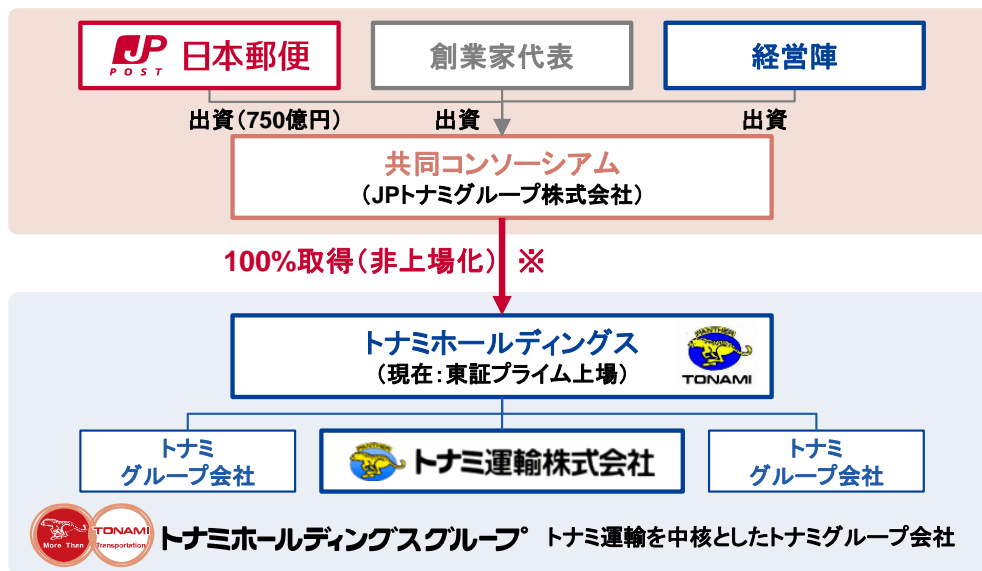 JP
POST
日本郵便
創業家代表
経営陣
出資(750億円)
出資
出資
共同コンソーシアム
(JPトナミグループ株式会社)
100%取得(非上場化) ※
トナミホールディングス
(現在:東証プライム上場)
PANTHER
TONAMI
トナミ
グループ会社
PANTHER
トナミ運輸株式会社
トナミ
グループ会社
More Than
TONAMI
Transportation
トナミホールディングスグループ
トナミ運輸を中核としたトナミグループ会社